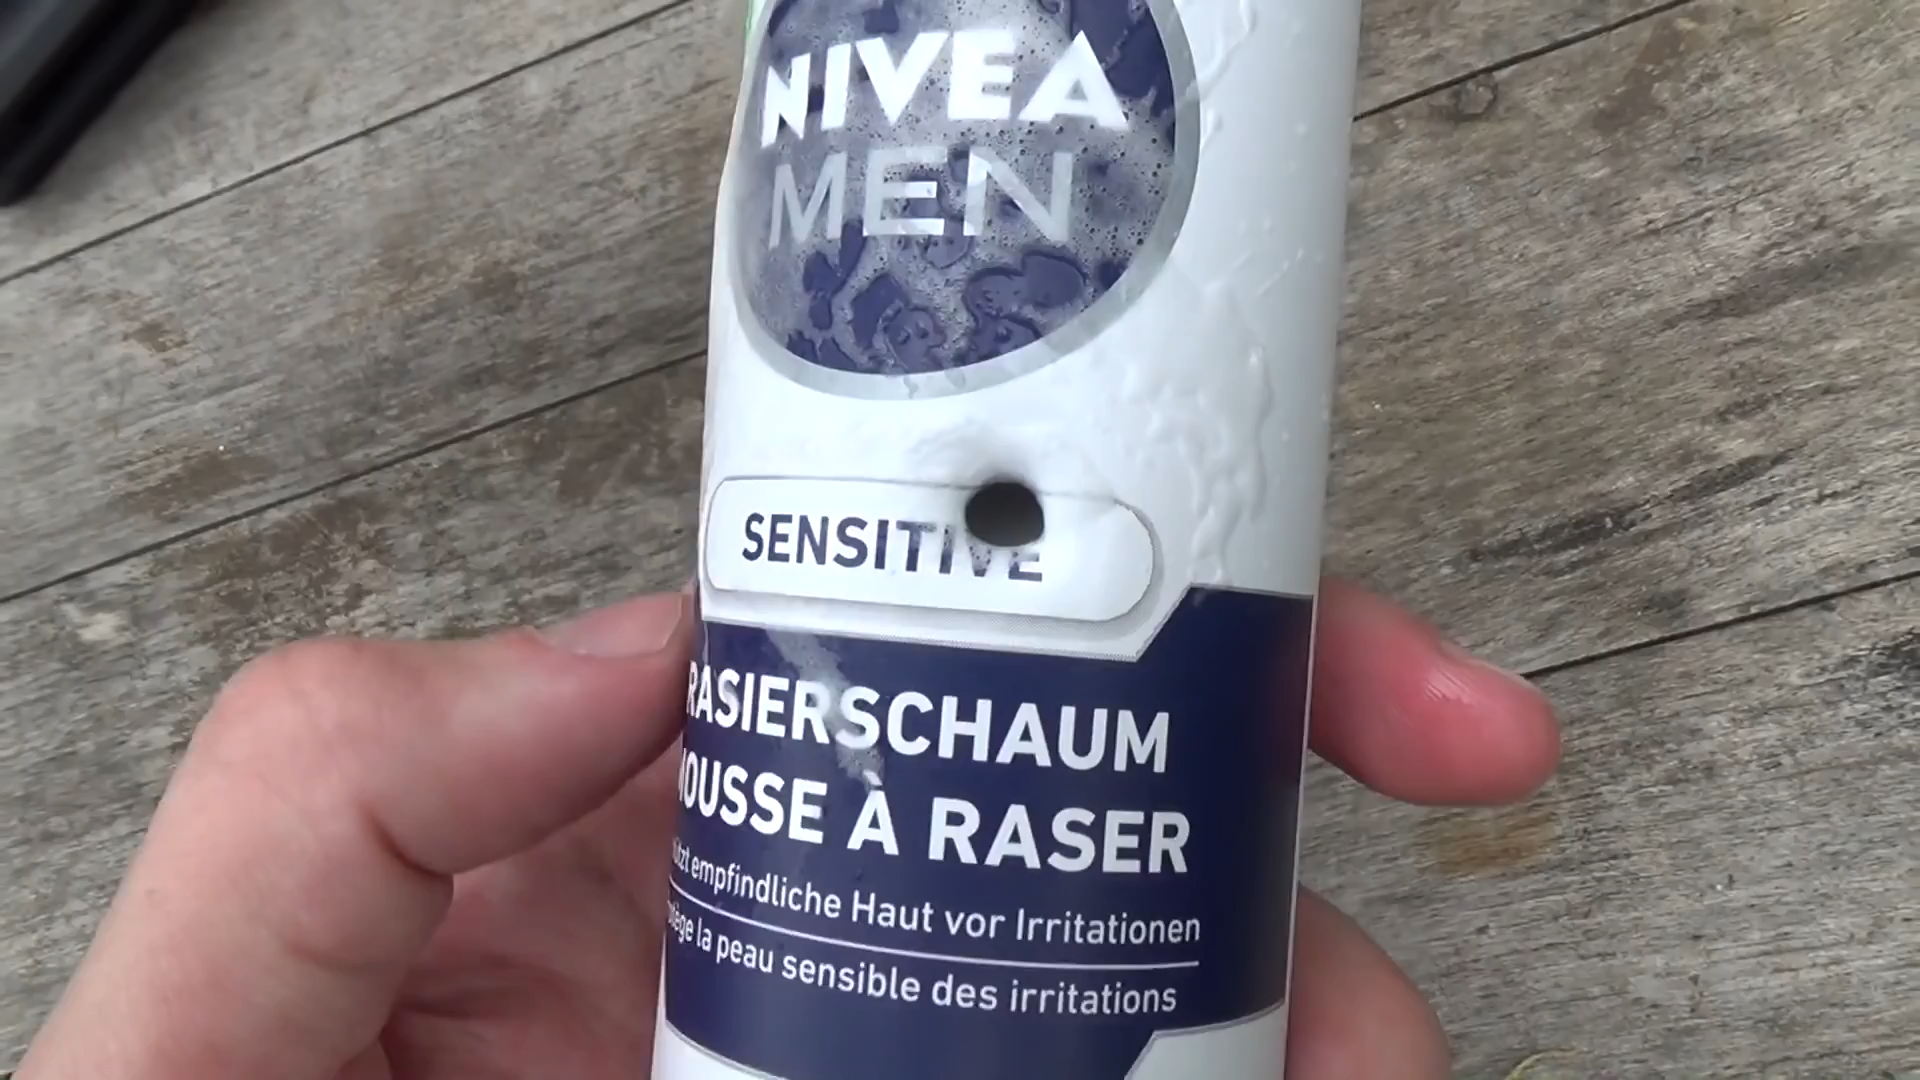 NIVEA
MEN
SENSITIVE
RASIERSCHAUM
MOUSSE À RASER
empfindliche Haut vor Irritationen
la peau sensible des irritations